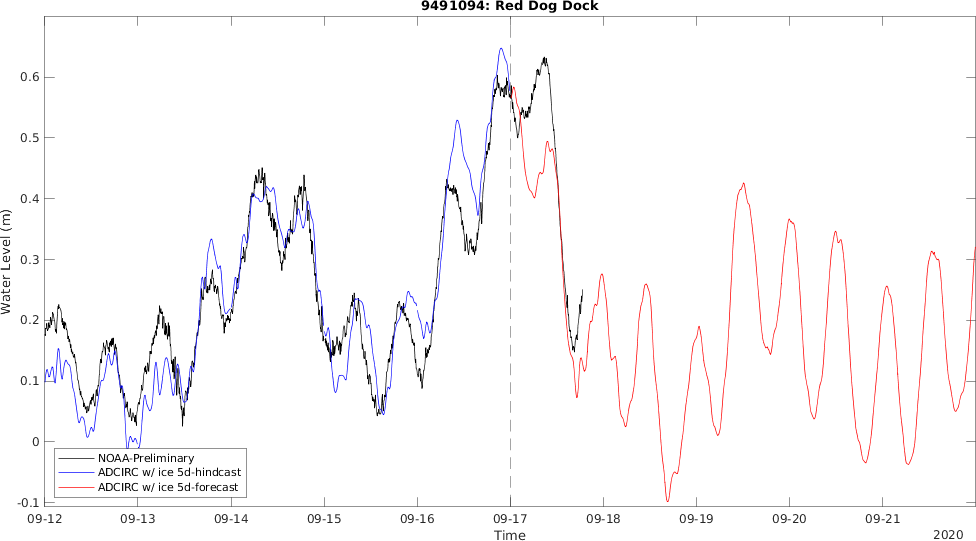 9491094: Red Dog Dock
Water Level (m)
0.6
0.5
0.4
0.3
0.2
0.1
0
-0.1
NOAA-Preliminary
ADCIRC w/ ice 5d-hindcast
ADCIRC w/ ice 5d-forecast
09-12 09-13 09-14 09-15 09-16 09-17 09-18 09-19 09-20 09-21
Time
2020